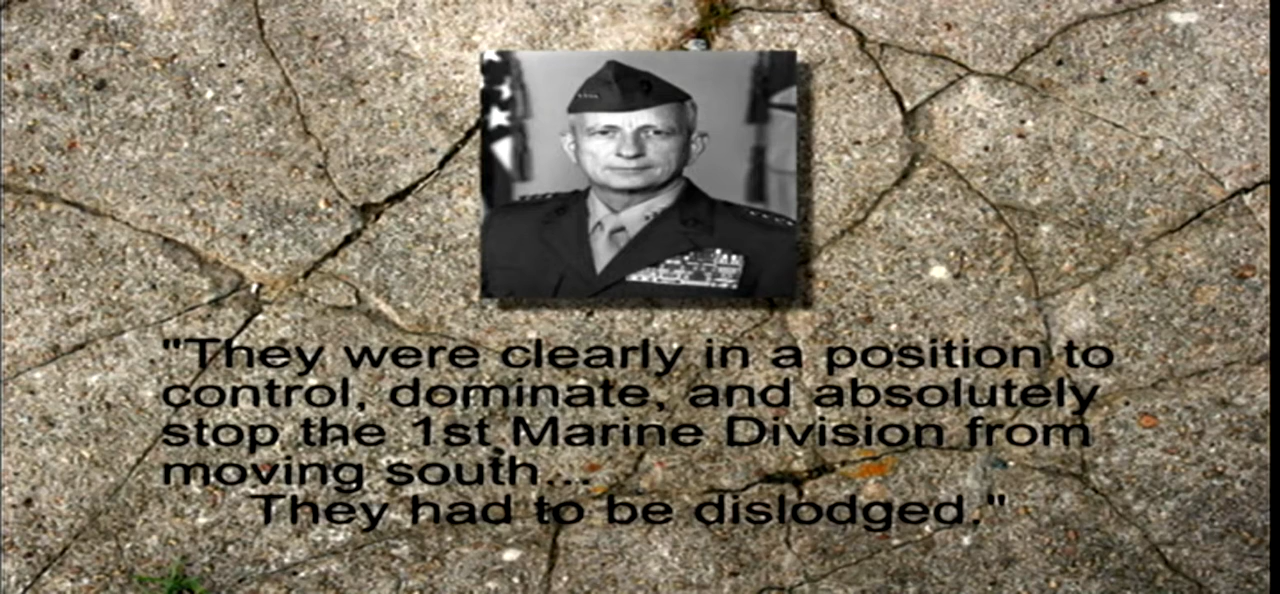 "They were clearly in a position to
control, dominate, and absolutely
stop the 1st Marine Division from
moving south...
They had to be dislodged."